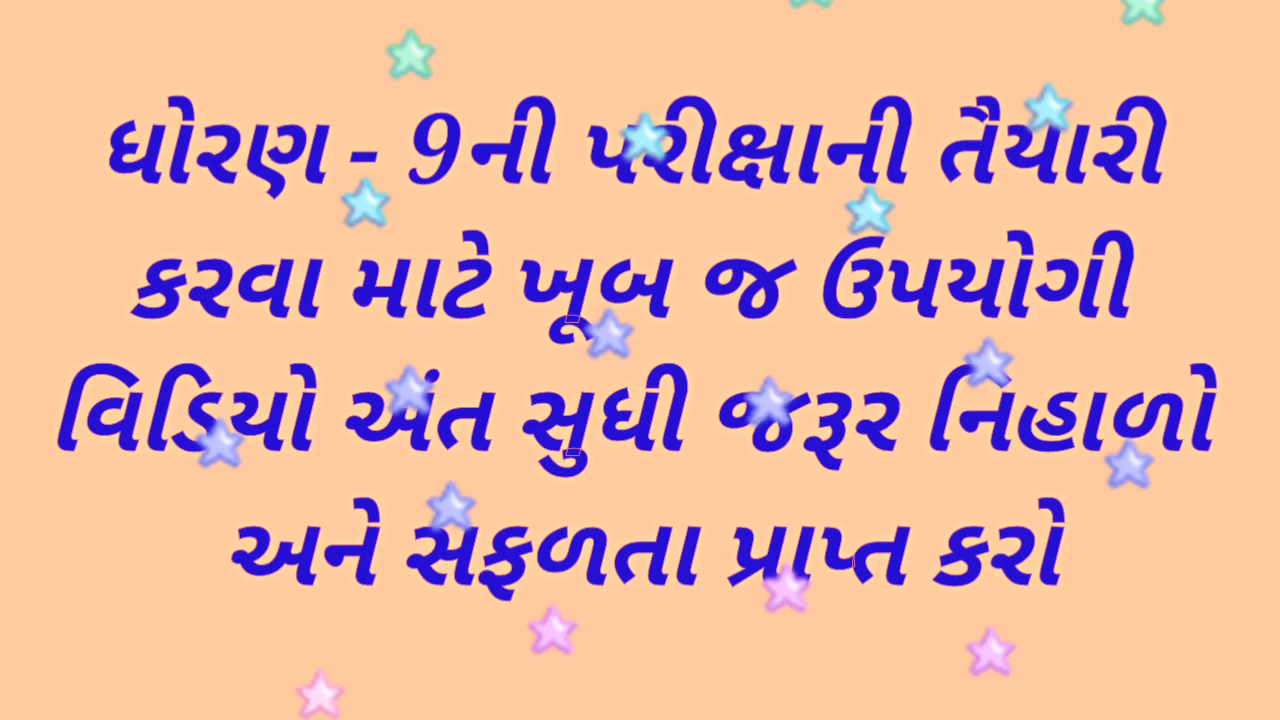 ધોરણ - 9ની પરીક્ષાની તૈયારી
કરવા માટે ખૂબ જ ઉપયોગી
વિડિયો અંત સુધી જરૂર નિહાળો
અને સફળતા પ્રાપ્ત કરો